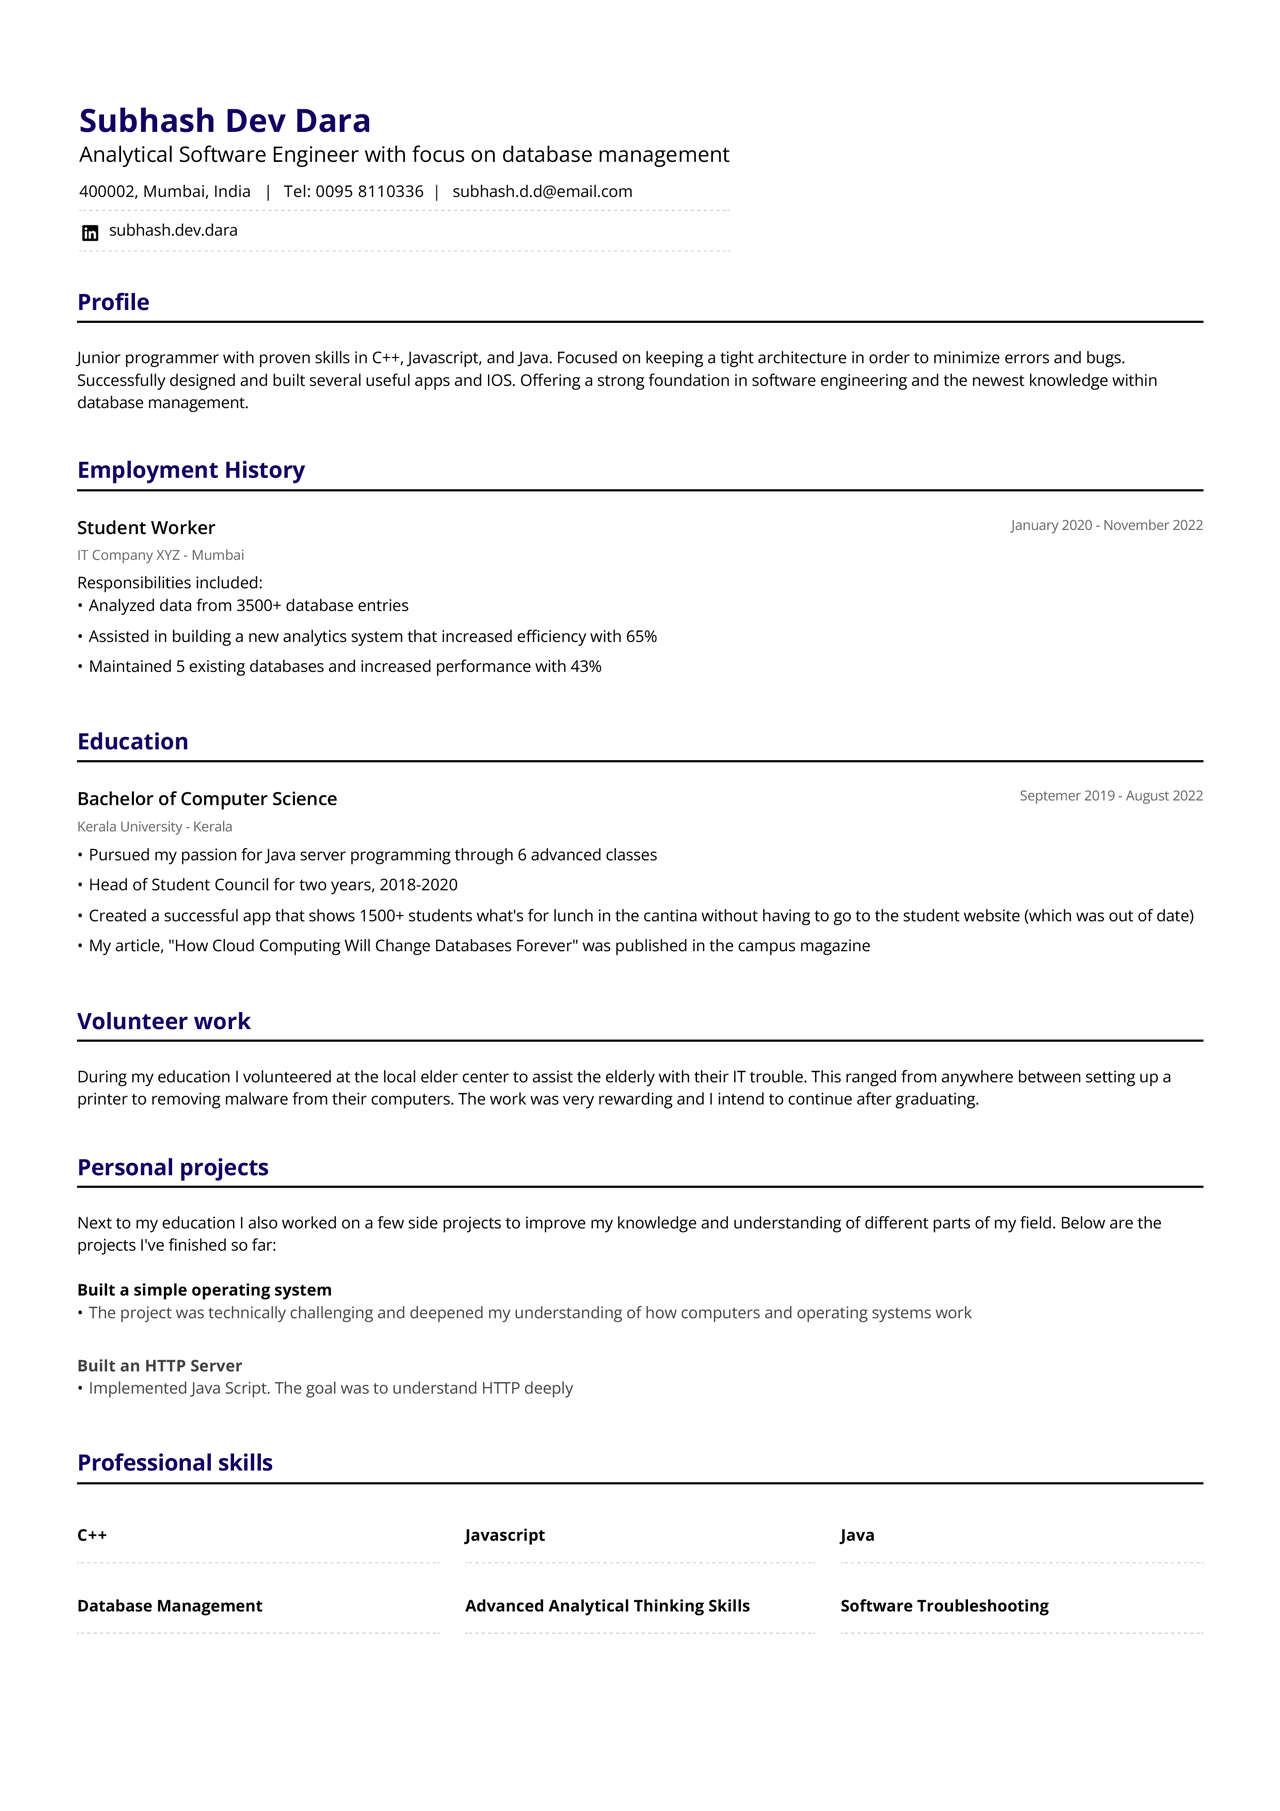 Subhash Dev Dara
Analytical Software Engineer with focus on database management
400002, Mumbai, India | Tel: 0095 8110336 | subhash.d.d@email.com
in subhash.dev.dara
Profile
Junior programmer with proven skills in C++, Javascript, and Java. Focused on keeping a tight architecture in order to minimize errors and bugs.
Successfully designed and built several useful apps and IOS. Offering a strong foundation in software engineering and the newest knowledge within
database management.
Employment History
Student Worker January 2020 - November 2022
IT Company XYZ - Mumbai
Responsibilities included:
• Analyzed data from 3500+ database entries
• Assisted in building a new analytics system that increased efficiency with 65%
• Maintained 5 existing databases and increased performance with 43%
Education
Bachelor of Computer Science Septemer 2019 - August 2022
Kerala University - Kerala
• Pursued my passion for Java server programming through 6 advanced classes
• Head of Student Council for two years, 2018-2020
• Created a successful app that shows 1500+ students what's for lunch in the cantina without having to go to the student website (which was out of date)
• My article, "How Cloud Computing Will Change Databases Forever" was published in the campus magazine
Volunteer work
During my education I volunteered at the local elder center to assist the elderly with their IT trouble. This ranged from anywhere between setting up a
printer to removing malware from their computers. The work was very rewarding and I intend to continue after graduating.
Personal projects
Next to my education I also worked on a few side projects to improve my knowledge and understanding of different parts of my field. Below are the
projects I've finished so far:
Built a simple operating system
• The project was technically challenging and deepened my understanding of how computers and operating systems work
Built an HTTP Server
• Implemented Java Script. The goal was to understand HTTP deeply
Professional skills
C++ Javascript Java
Database Management Advanced Analytical Thinking Skills Software Troubleshooting